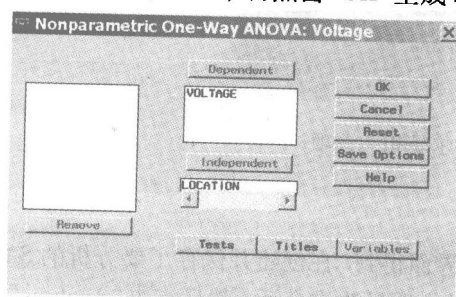 Nonparametric One-Way ANOVA: Voltage
Dependent
VOLTAGE
Independent
LOCATION
Remove
OK
Cancel
Reset
Save Options
Help
Tests
Titles
Variables